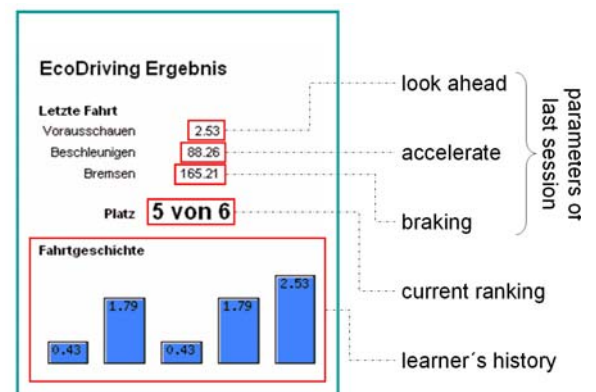 EcoDriving Ergebnis
Letzte Fahrt
Vorausschauen 2.53
Beschleunigen 88.26
Bremsen 165.21
Platz 5 von 6
Fahrtgeschichte
0.43 1.79 0.43 1.79 2.53
look ahead
accelerate
braking
current ranking
learner´s history
parameters of
last session